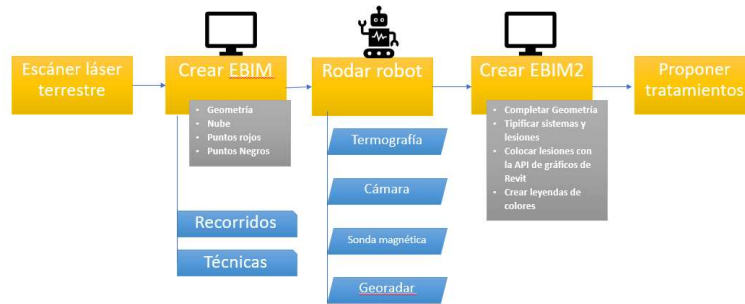 Escáner láser
terrestre
Crear EBIM
• Geometría
• Nube
• Puntos rojos
• Puntos Negros
Recorridos
Técnicas
Rodar robot
Termografía
Cámara
Sonda magnética
Georadar
Crear EBIM2
• Completar Geometría
• Tipificar sistemas y
lesiones
• Colocar lesiones con
la API de gráficos de
Revit
• Crear leyendas de
colores
Proponer
tratamientos